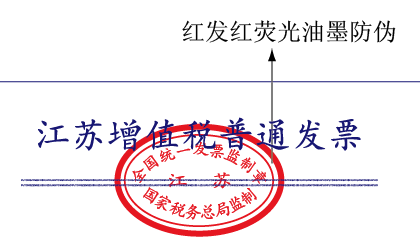 红发红荧光油墨防伪
江苏增值税普通发票
全国统一发票监制章
江 苏
国家税务总局监制